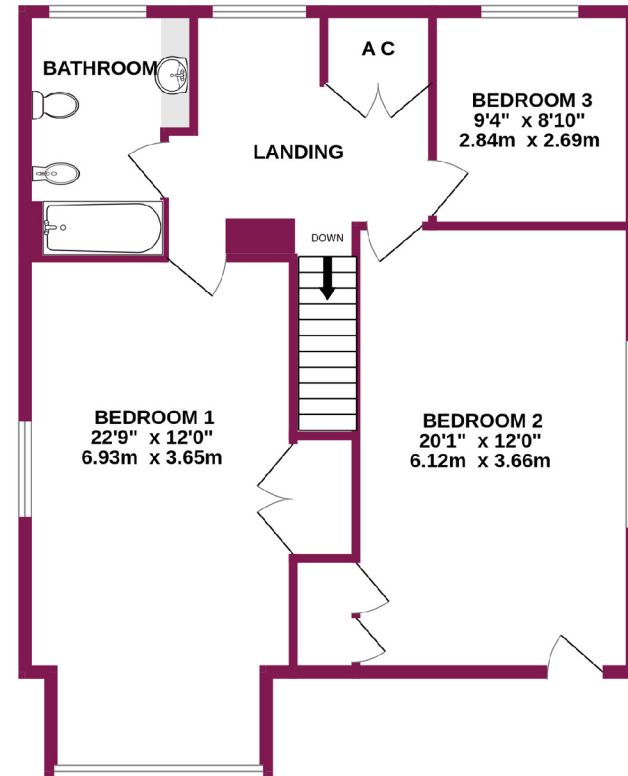 BATHROOM
A C
BEDROOM 3
9'4" x 8'10"
2.84m x 2.69m
LANDING
DOWN
BEDROOM 1
22'9" x 12'0"
6.93m x 3.65m
BEDROOM 2
20'1" x 12'0"
6.12m x 3.66m